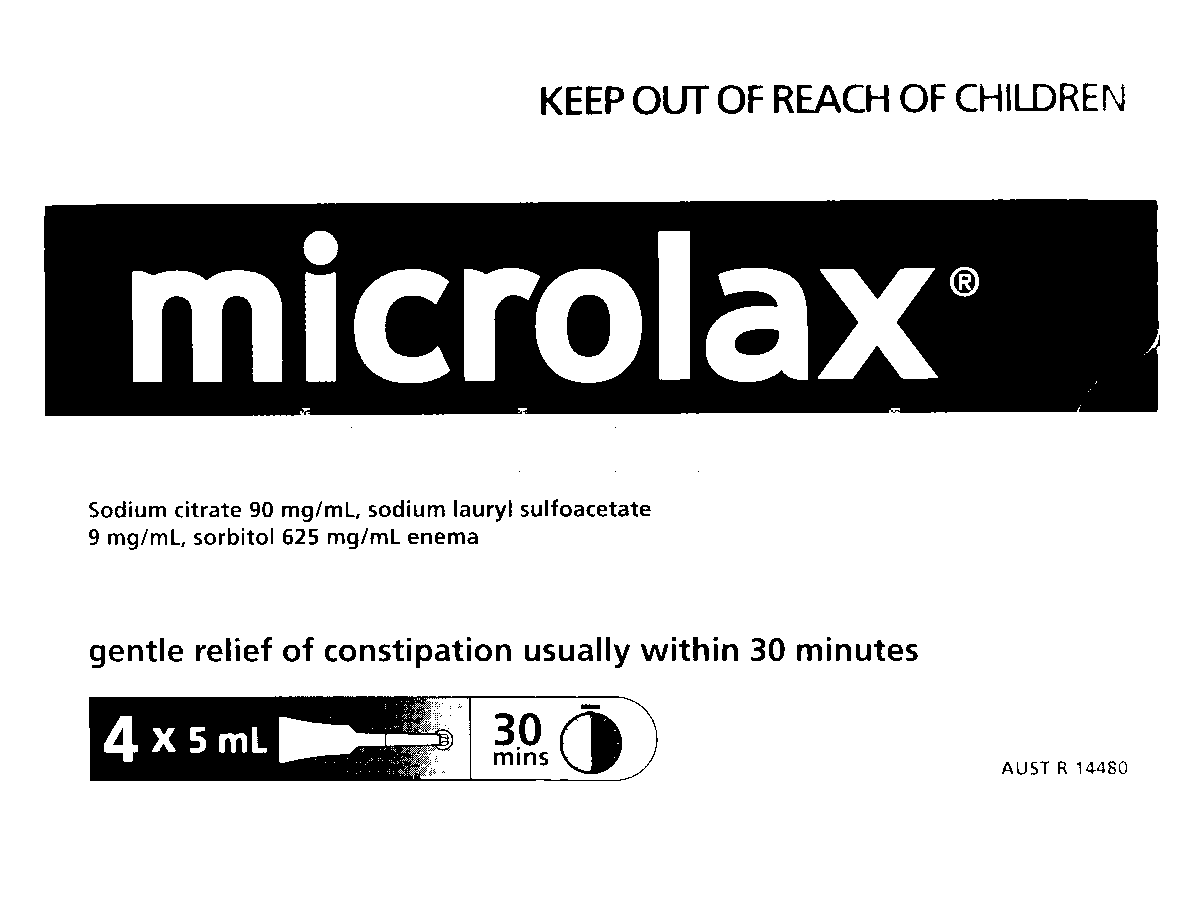 KEEP OUT OF REACH OF CHILDREN
microlax®
Sodium citrate 90 mg/mL, sodium lauryl sulfoacetate
9 mg/mL, sorbitol 625 mg/mL enema
gentle relief of constipation usually within 30 minutes
4 x 5 mL
30
mins
AUST R 14480